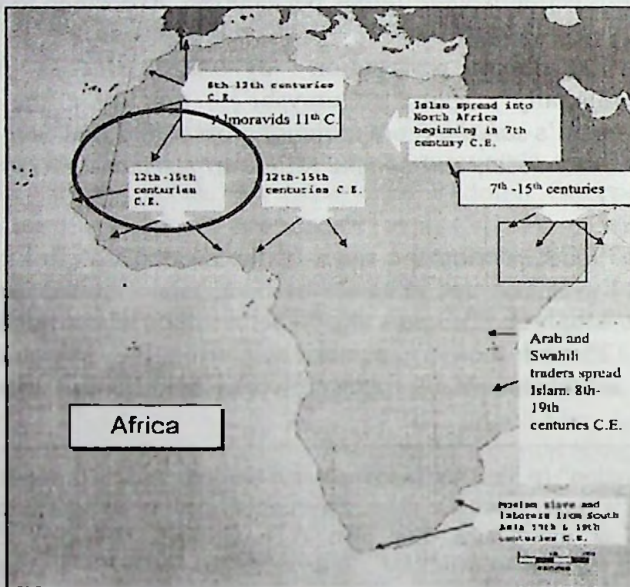 8th-12th centuries
C.E.
Almoravids 11th C.
Islam spread into
North Africa
beginning in 7th
century C.E.
12th-15th
centuries
C.E.
12th-15th
centuries C.E.
7th -15th centuries
Arab and
Swahili
traders spread
Islam. 8th-
19th
centuries C.E.
Africa
slave and
laborers from South
Asia & 19th
centuries C.E.